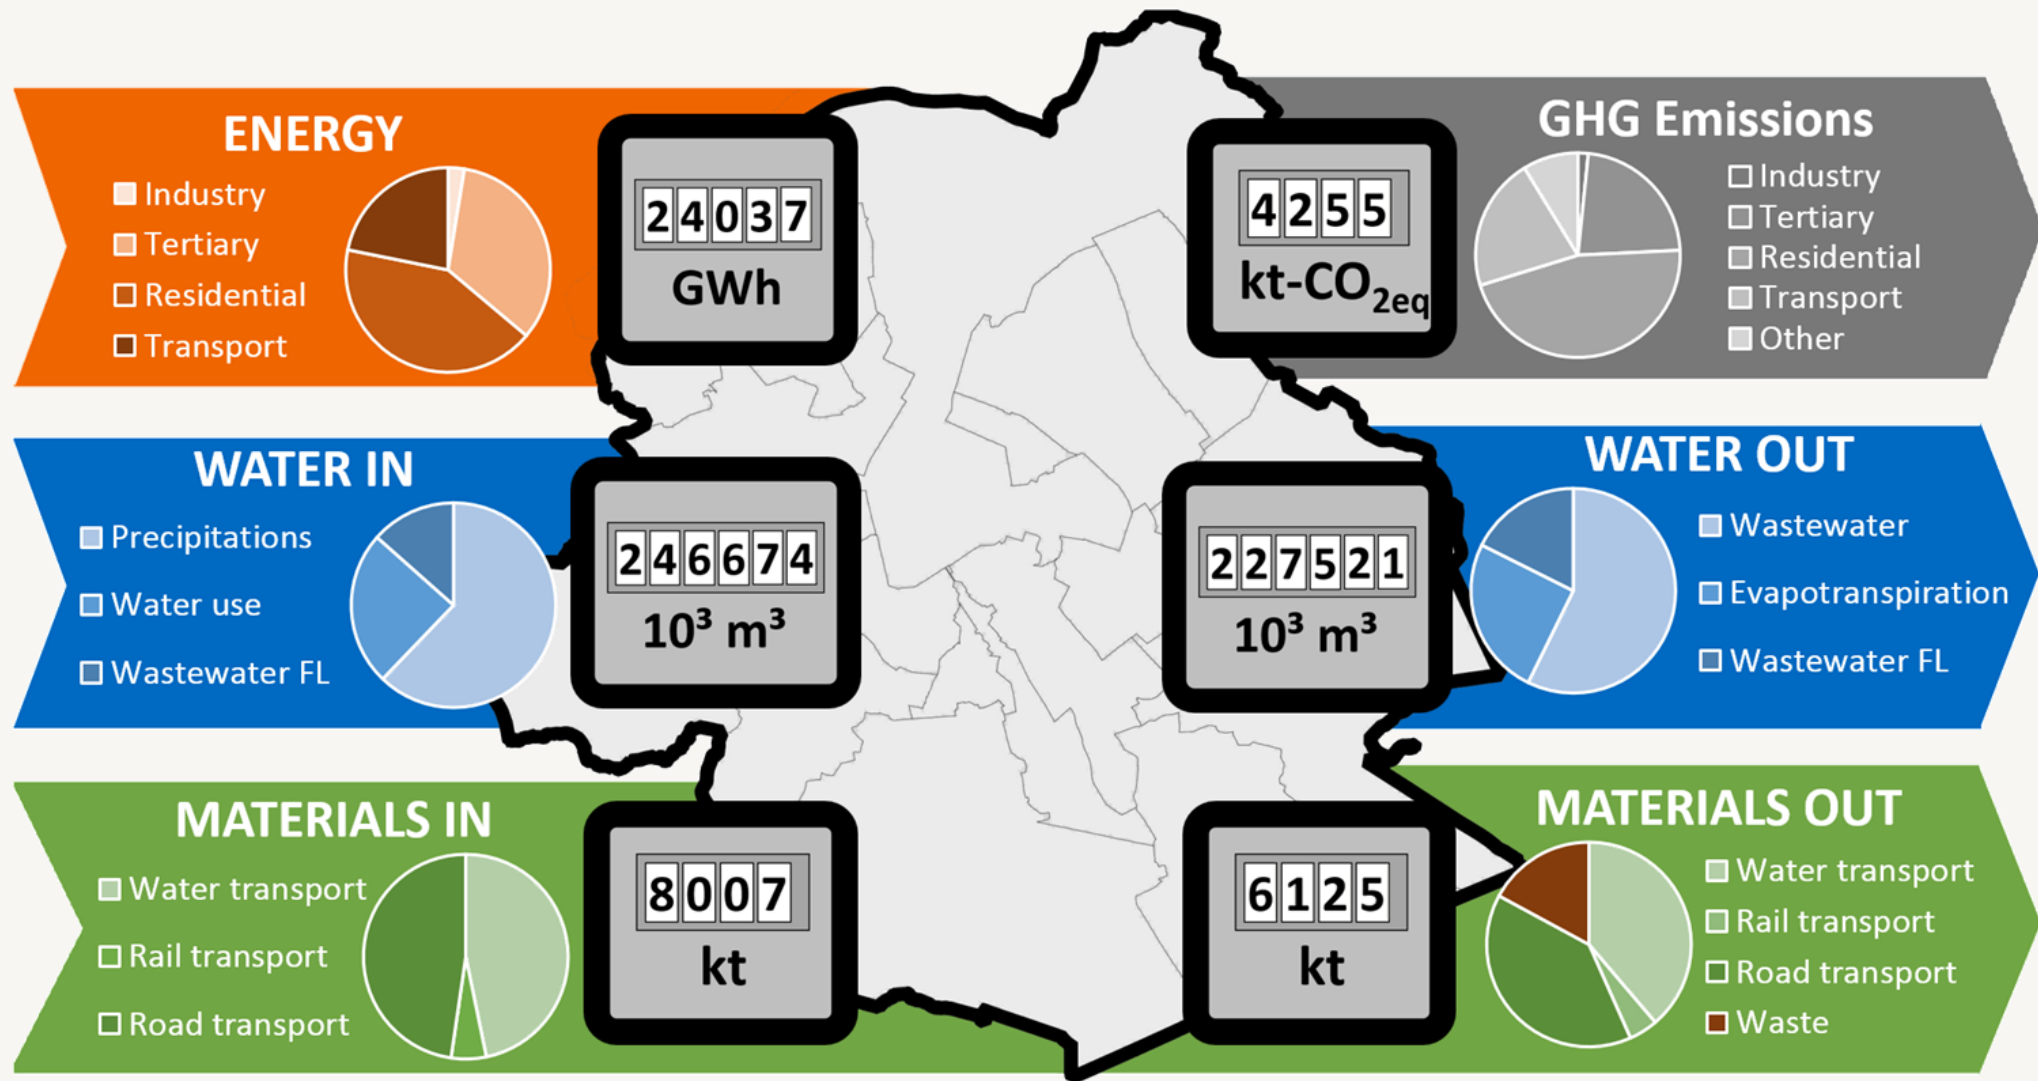 ENERGY
Industry
Tertiary
Residential
Transport
24037
GWh
GHG Emissions
Industry
Tertiary
Residential
Transport
Other
4255
kt-CO₂eq
WATER IN
Precipitations
Water use
Wastewater FL
246674
10³ m³
WATER OUT
Wastewater
Evapotranspiration
Wastewater FL
227521
10³ m³
MATERIALS IN
Water transport
Rail transport
Road transport
8007
kt
MATERIALS OUT
Water transport
Rail transport
Road transport
Waste
6125
kt